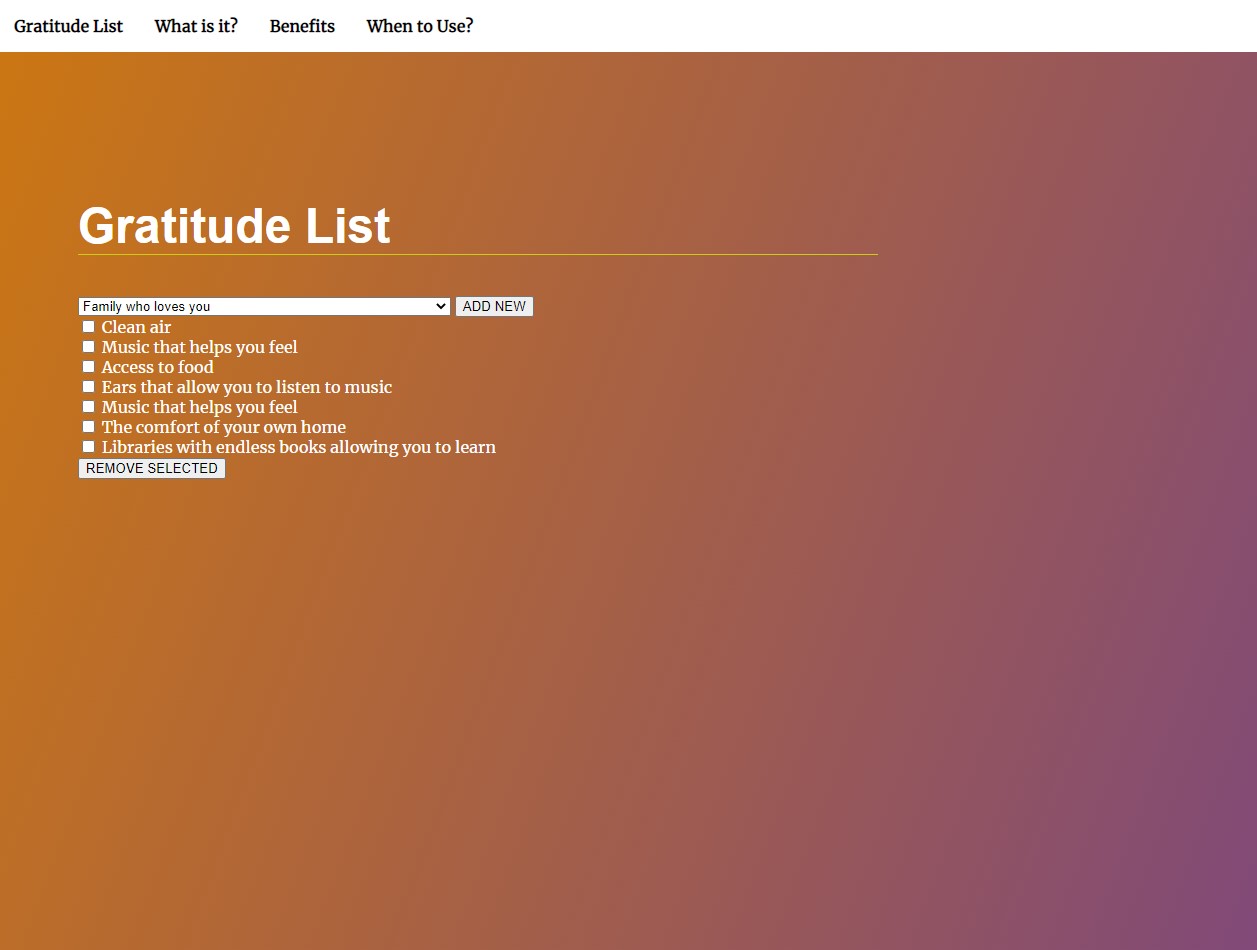 Gratitude List What is it? Benefits When to Use?
Gratitude List
Family who loves you ADD NEW
Clean air
Music that helps you feel
Access to food
Ears that allow you to listen to music
Music that helps you feel
The comfort of your own home
Libraries with endless books allowing you to learn
REMOVE SELECTED